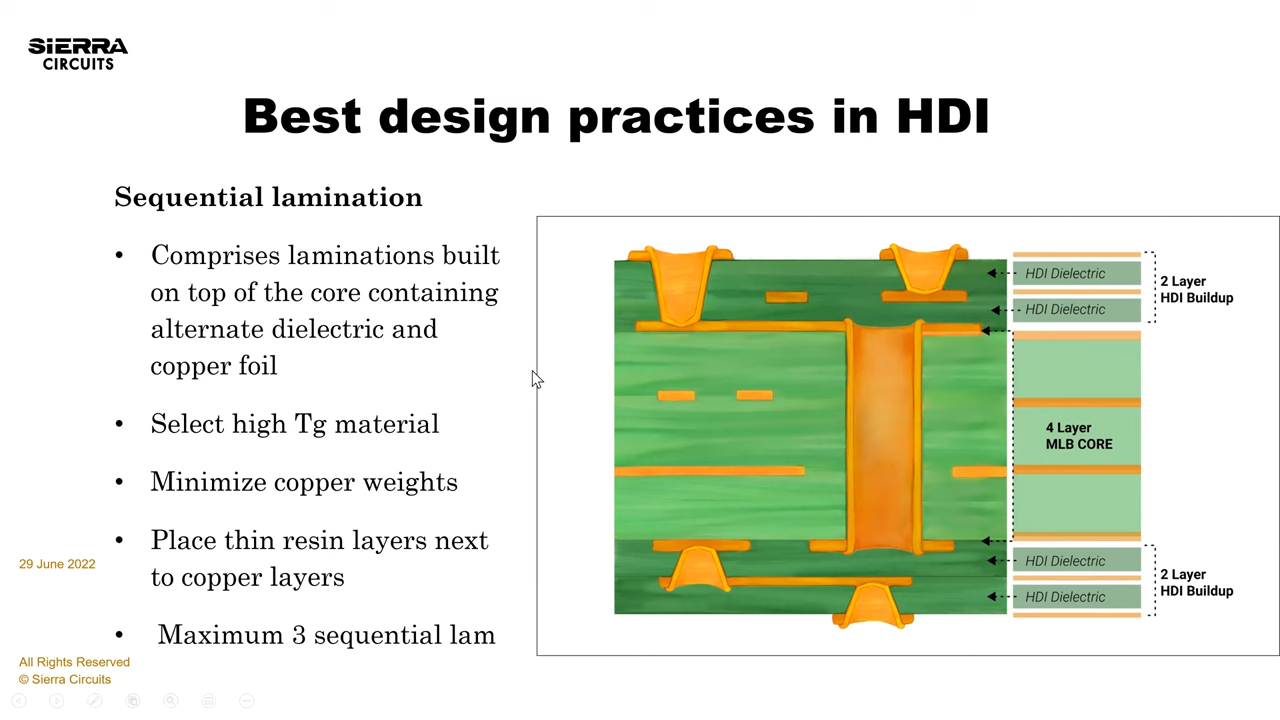 SIERRA
CIRCUITS
Best design practices in HDI
Sequential lamination
• Comprises laminations built
on top of the core containing
alternate dielectric and
copper foil
• Select high Tg material
• Minimize copper weights
• Place thin resin layers next
to copper layers
• Maximum 3 sequential lam
HDI Dielectric
HDI Dielectric
2 Layer
HDI Buildup
4 Layer
MLB CORE
HDI Dielectric
HDI Dielectric
2 Layer
HDI Buildup
29 June 2022
All Rights Reserved
© Sierra Circuits